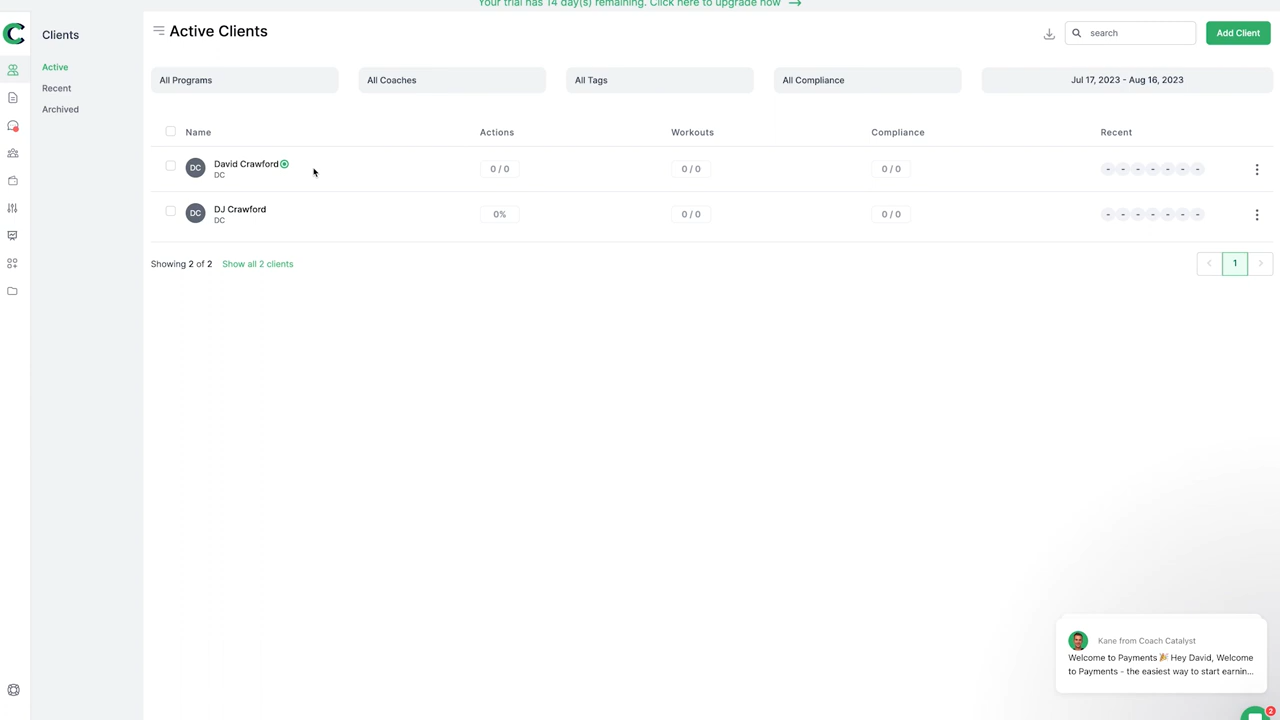 Your trial has 14 day(s) remaining. Click here to upgrade now →
Clients
Active
Recent
Archived
Active Clients
search
Add Client
All Programs
All Coaches
All Tags
All Compliance
Jul 17, 2023 - Aug 16, 2023
Name Actions Workouts Compliance Recent
DC David Crawford 0 / 0 0 / 0 0 / 0 - - - - - - -
DC
DC DJ Crawford 0% 0 / 0 0 / 0 - - - - - - -
DC
Showing 2 of 2 Show all 2 clients
< 1 >
Kane from Coach Catalyst
Welcome to Payments 🎉 Hey David, Welcome
to Payments - the easiest way to start earnin...
2